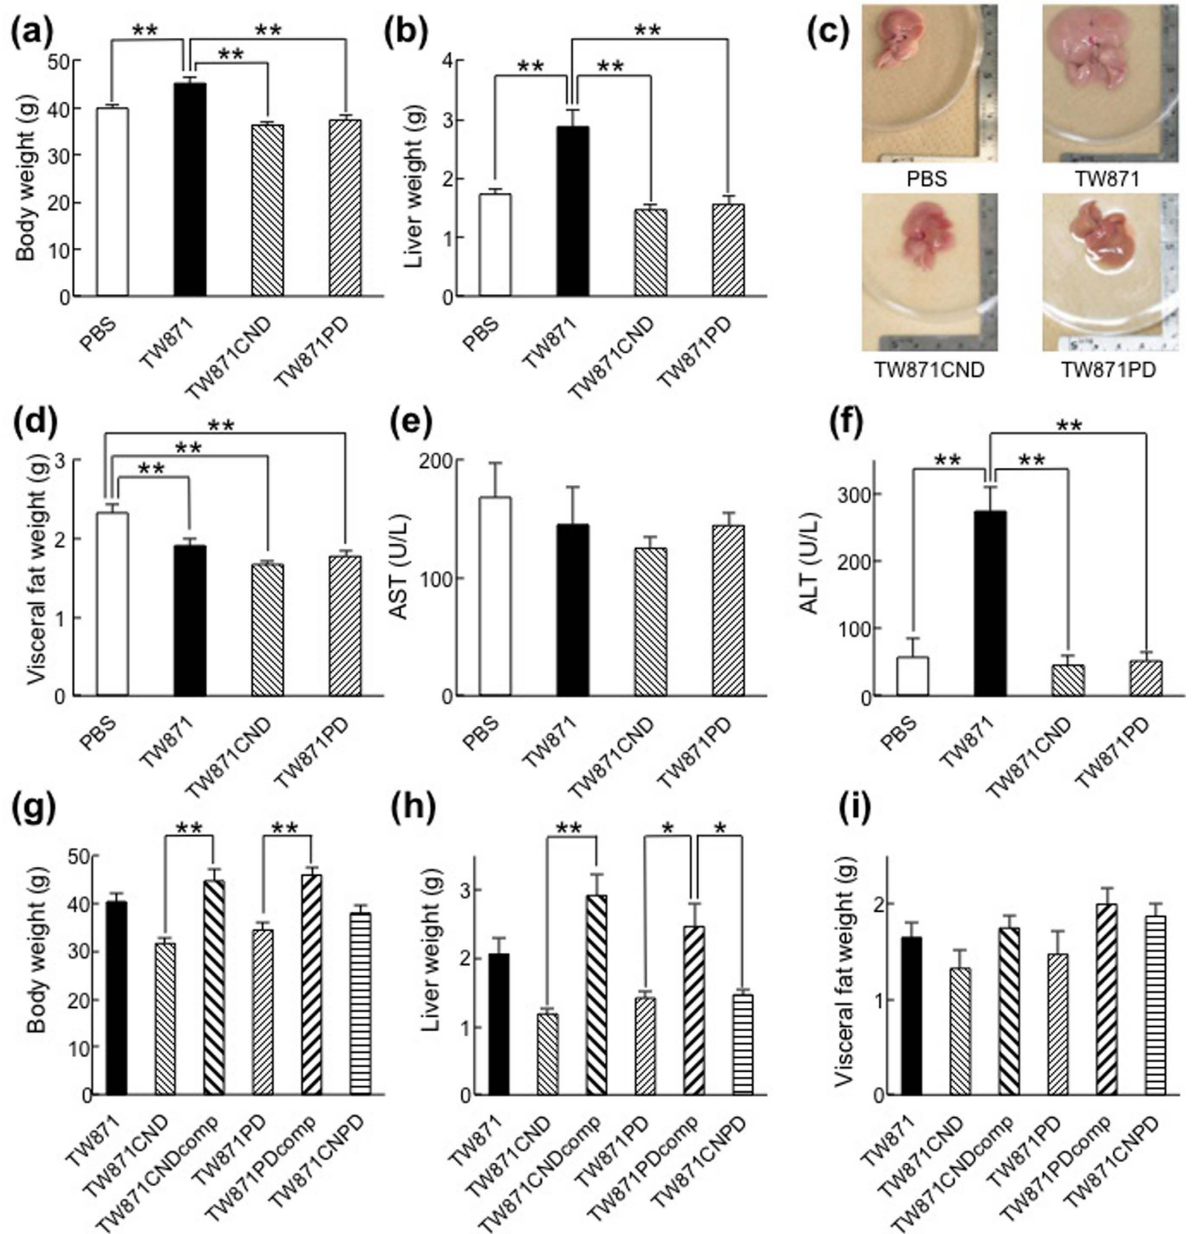 (a)
Body weight (g)
50
40
30
20
10
0
**
**
**
PBS
TW871
TW871CND
TW871PD
(b)
Liver weight (g)
4
3
2
1
0
**
**
**
PBS
TW871
TW871CND
TW871PD
(c)
PBS
TW871
TW871CND
TW871PD
(d)
Visceral fat weight (g)
3
2
1
0
**
**
**
PBS
TW871
TW871CND
TW871PD
(e)
AST (U/L)
200
100
0
PBS
TW871
TW871CND
TW871PD
(f)
ALT (U/L)
300
200
100
0
**
**
**
PBS
TW871
TW871CND
TW871PD
(g)
Body weight (g)
50
40
30
20
10
0
**
**
TW871
TW871CND
TW871CNDcomp
TW871PD
TW871PDcomp
TW871CNPD
(h)
Liver weight (g)
3
2
1
0
**
*
*
TW871
TW871CND
TW871CNDcomp
TW871PD
TW871PDcomp
TW871CNPD
(i)
Visceral fat weight (g)
2
1
0
TW871
TW871CND
TW871CNDcomp
TW871PD
TW871PDcomp
TW871CNPD